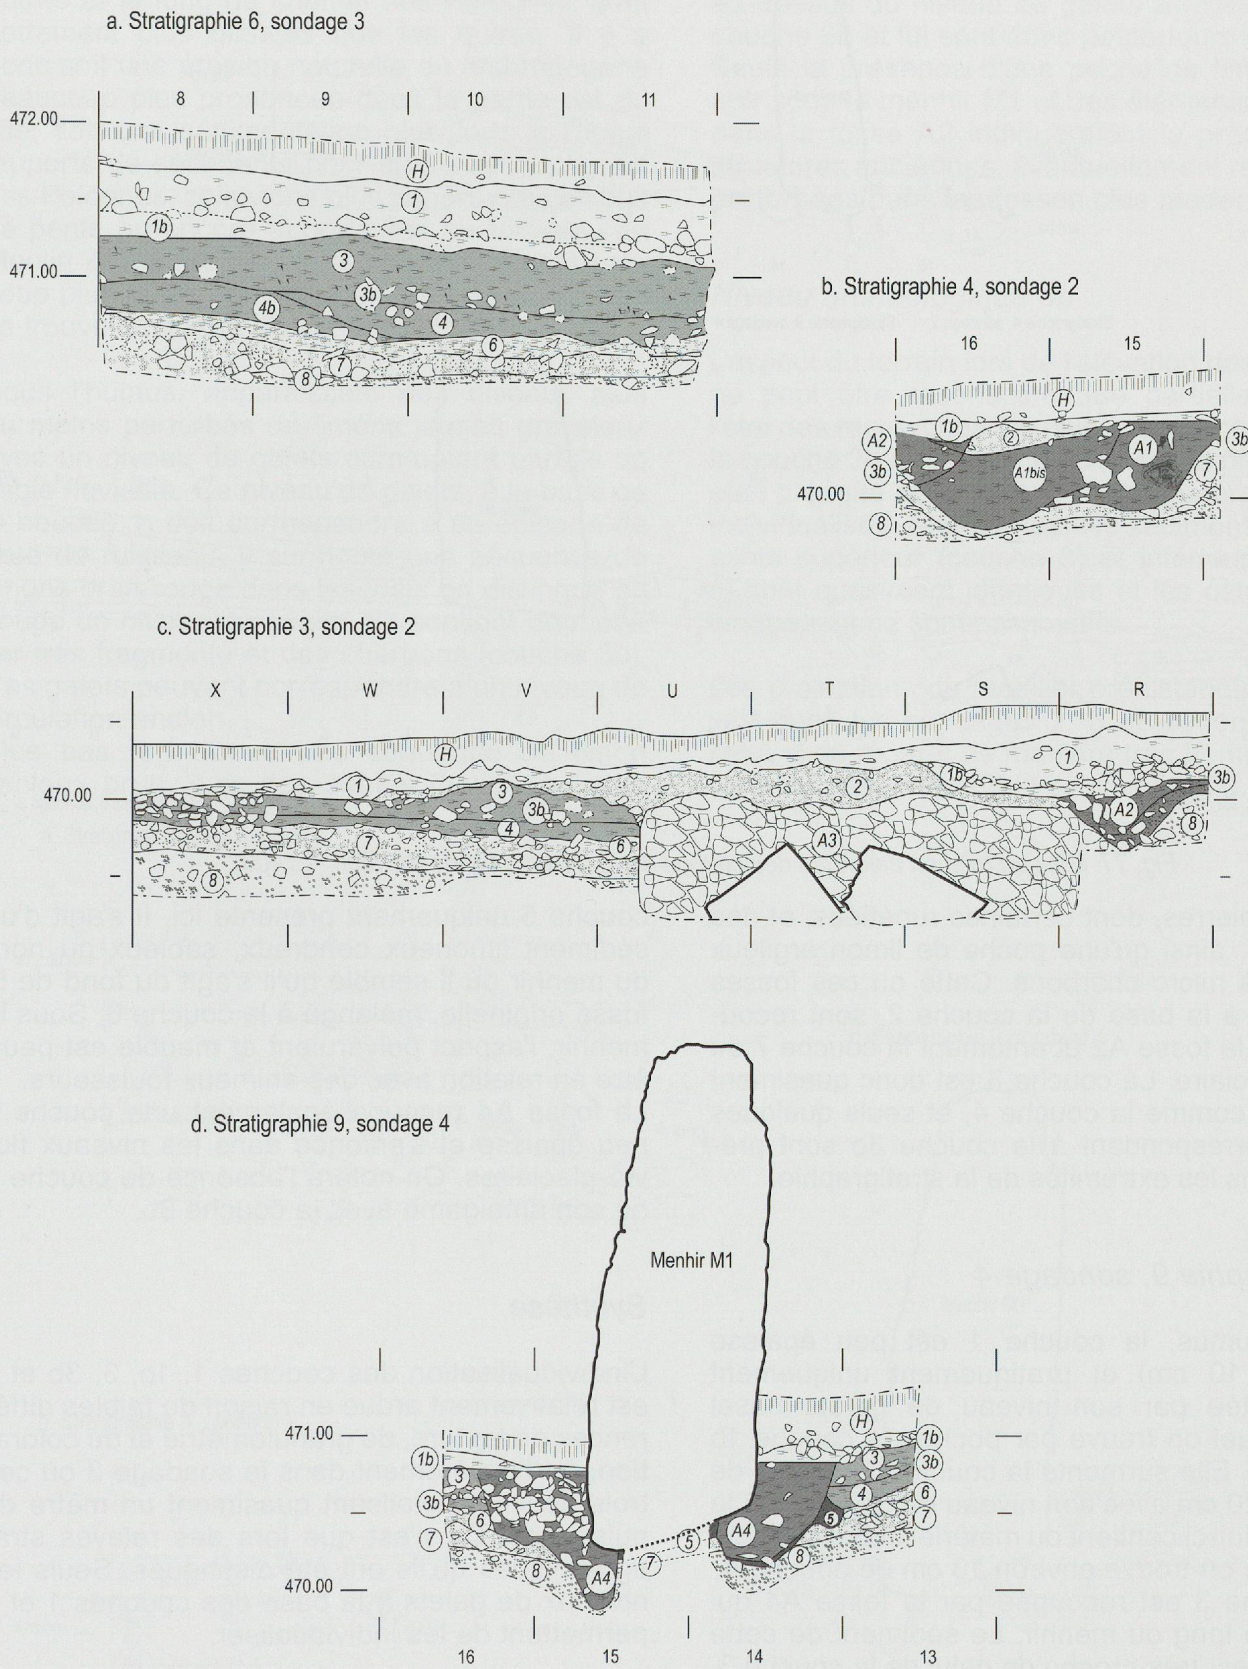 a. Stratigraphie 6, sondage 3
8 9 10 11
472.00
H
1
1b
3
471.00
3b
4b
4
6
7
8
b. Stratigraphie 4, sondage 2
16 15
H
1b
2
A2
A1
3b
3b
A1bis
7
470.00
8
c. Stratigraphie 3, sondage 2
X W V U T S R
H
1
1b
3b
1
3
2
470.00
3b
A2
4
8
7
6
A3
8
d. Stratigraphie 9, sondage 4
Menhir M1
H
471.00
1b
1b
3
3
3b
3b
4
6
6
5
7
7
A4
5
7
8
8
A4
470.00
16 15 14 13